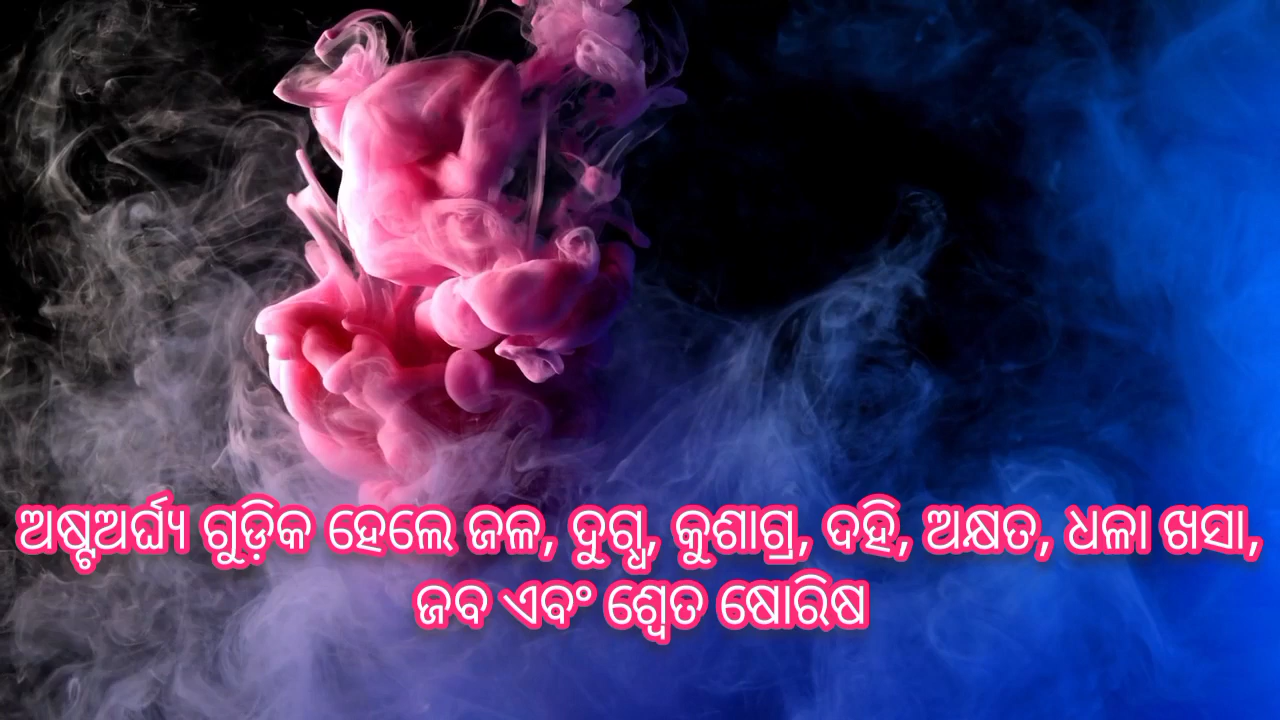 ଅଷ୍ଟଅର୍ଘ୍ୟ ଗୁଡ଼ିକ ହେଲେ ଜଳ, ଦୁଗ୍ଧ, କୁଶାଗ୍ର, ଦହି, ଅକ୍ଷତ, ଧଳା ଖସା,
ଜବ ଏବଂ ଶ୍ଵେତ ଷୋରିଷ